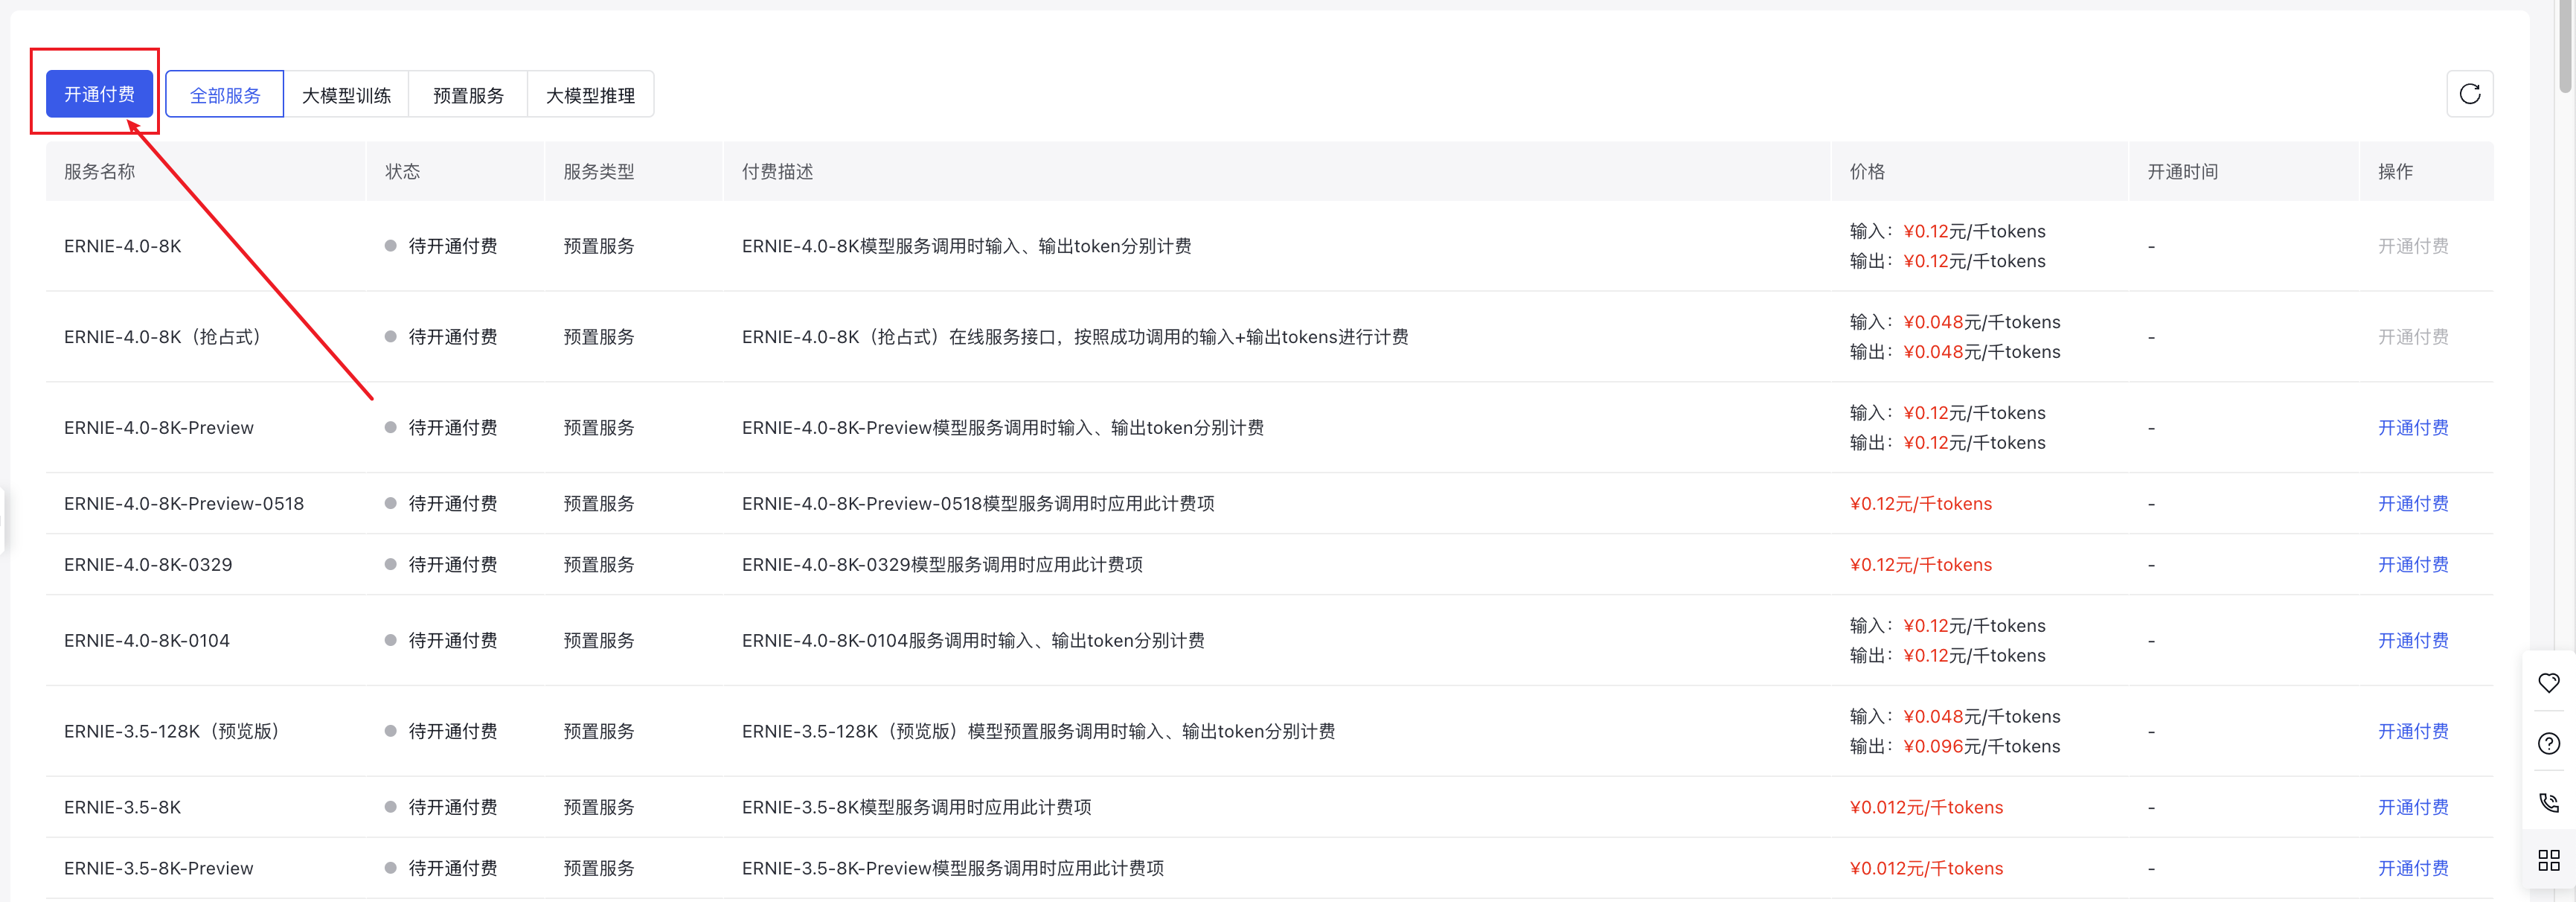 开通付费 全部服务 大模型训练 预置服务 大模型推理
服务名称 状态 服务类型 付费描述 价格 开通时间 操作
ERNIE-4.0-8K 待开通付费 预置服务 ERNIE-4.0-8K模型服务调用时输入、输出token分别计费 输入：¥0.12元/千tokens - 开通付费
输出：¥0.12元/千tokens
ERNIE-4.0-8K（抢占式） 待开通付费 预置服务 ERNIE-4.0-8K（抢占式）在线服务接口，按照成功调用的输入+输出tokens进行计费 输入：¥0.048元/千tokens - 开通付费
输出：¥0.048元/千tokens
ERNIE-4.0-8K-Preview 待开通付费 预置服务 ERNIE-4.0-8K-Preview模型服务调用时输入、输出token分别计费 输入：¥0.12元/千tokens - 开通付费
输出：¥0.12元/千tokens
ERNIE-4.0-8K-Preview-0518 待开通付费 预置服务 ERNIE-4.0-8K-Preview-0518模型服务调用时应用此计费项 ¥0.12元/千tokens - 开通付费
ERNIE-4.0-8K-0329 待开通付费 预置服务 ERNIE-4.0-8K-0329模型服务调用时应用此计费项 ¥0.12元/千tokens - 开通付费
ERNIE-4.0-8K-0104 待开通付费 预置服务 ERNIE-4.0-8K-0104服务调用时输入、输出token分别计费 输入：¥0.12元/千tokens - 开通付费
输出：¥0.12元/千tokens
ERNIE-3.5-128K（预览版） 待开通付费 预置服务 ERNIE-3.5-128K（预览版）模型预置服务调用时输入、输出token分别计费 输入：¥0.048元/千tokens - 开通付费
输出：¥0.096元/千tokens
ERNIE-3.5-8K 待开通付费 预置服务 ERNIE-3.5-8K模型服务调用时应用此计费项 ¥0.012元/千tokens - 开通付费
ERNIE-3.5-8K-Preview 待开通付费 预置服务 ERNIE-3.5-8K-Preview模型服务调用时应用此计费项 ¥0.012元/千tokens - 开通付费